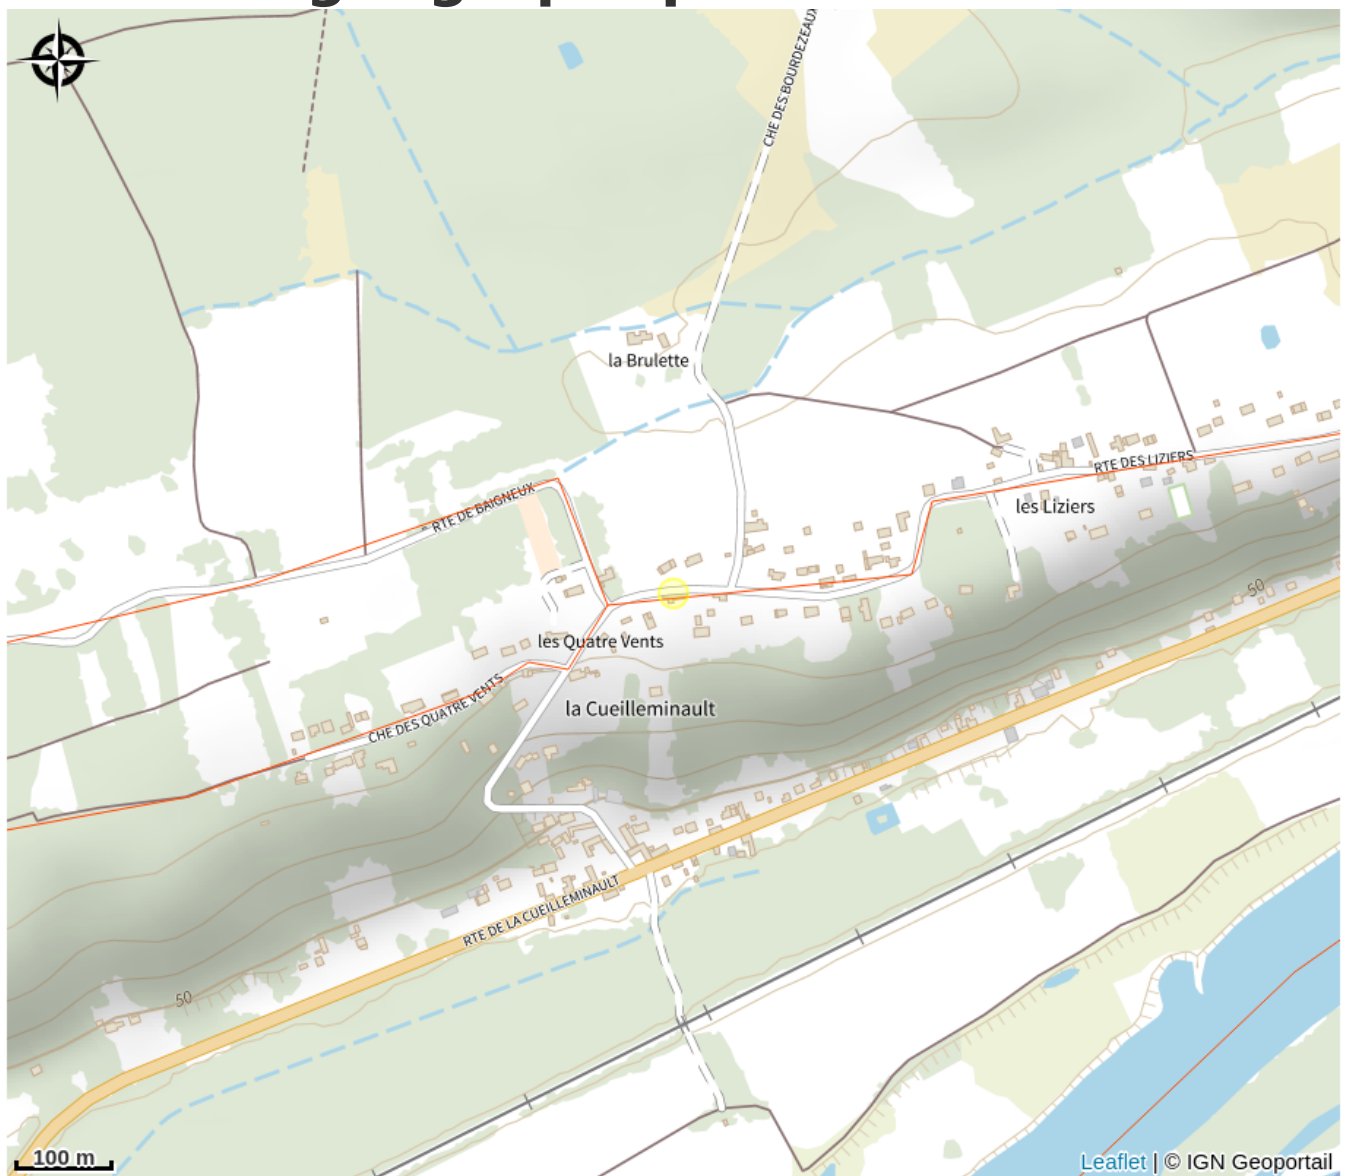 CHE DES BOURDEZEAUX
la Brulette
RTE DE BAIGNEUX
RTE DES LIZIERS
les Liziers
50
les Quatre Vents
CHE DES QUATRE VENTS
la Cueilleminault
RTE DE LA CUEILLEMINAULT
50
100 m
Leaflet | © IGN Geoportail